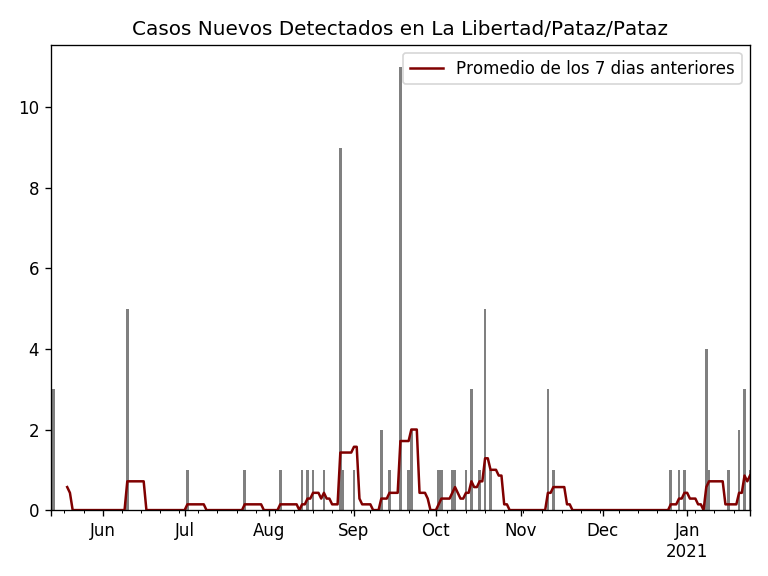 Casos Nuevos Detectados en La Libertad/Pataz/Pataz
Promedio de los 7 dias anteriores
10
8
6
4
2
0
Jun Jul Aug Sep Oct Nov Dec Jan
2021